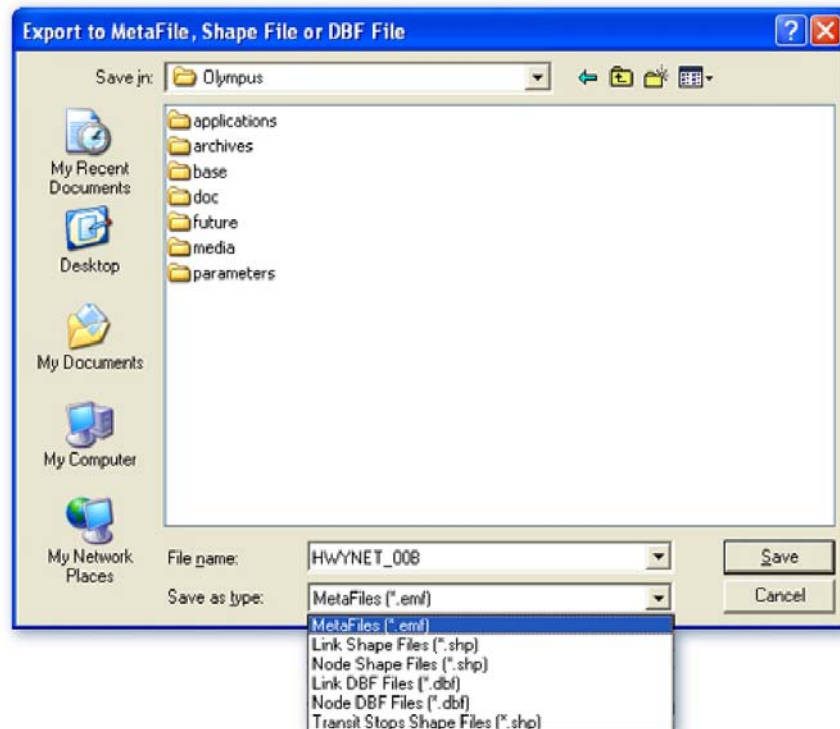 Export to MetaFile, Shape File or DBF File
Save in:
Olympus
My Recent
Documents
Desktop
My Documents
My Computer
My Network
Places
applications
archives
base
doc
future
media
parameters
File name:
HWYNET_00B
Save
Save as type:
MetaFiles (*.emf)
Cancel
MetaFiles (*.emf)
Link Shape Files (*.shp)
Node Shape Files (*.shp)
Link DBF Files (*.dbf)
Node DBF Files (*.dbf)
Transit Stops Shape Files (*.shp)